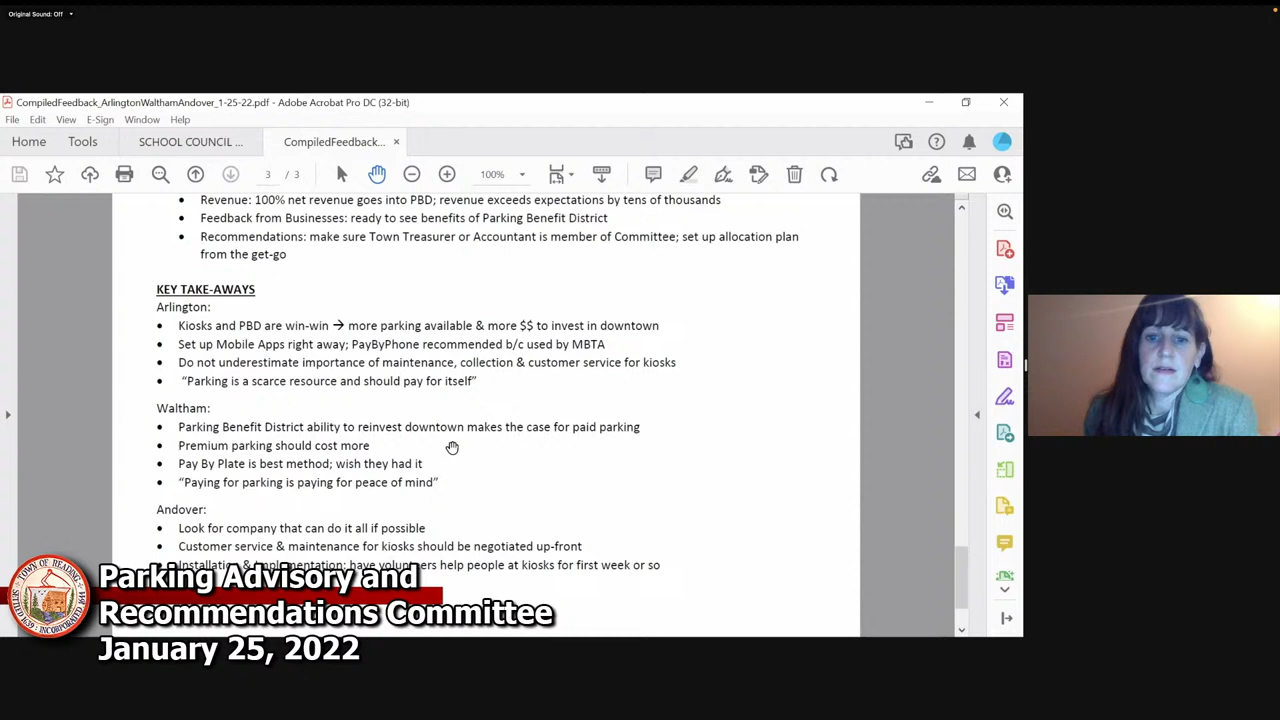 Original Sound: Off
CompiledFeedback_ArlingtonWalthamAndover_1-25-22.pdf - Adobe Acrobat Pro DC (32-bit)
File Edit View E-Sign Window Help
Home Tools SCHOOL COUNCIL ... CompiledFeedback...
3 / 3 100%
• Revenue: 100% net revenue goes into PBD; revenue exceeds expectations by tens of thousands
• Feedback from Businesses: ready to see benefits of Parking Benefit District
• Recommendations: make sure Town Treasurer or Accountant is member of Committee; set up allocation plan
from the get-go
KEY TAKE-AWAYS
Arlington:
• Kiosks and PBD are win-win → more parking available & more $$ to invest in downtown
• Set up Mobile Apps right away; PayByPhone recommended b/c used by MBTA
• Do not underestimate importance of maintenance, collection & customer service for kiosks
• “Parking is a scarce resource and should pay for itself”
Waltham:
• Parking Benefit District ability to reinvest downtown makes the case for paid parking
• Premium parking should cost more
• Pay By Plate is best method; wish they had it
• “Paying for parking is paying for peace of mind”
Andover:
• Look for company that can do it all if possible
• Customer service & maintenance for kiosks should be negotiated up-front
• Installation & Implementation: have volunteers help people at kiosks for first week or so
TOWN OF READING
Parking Advisory and
Recommendations Committee
January 25, 2022